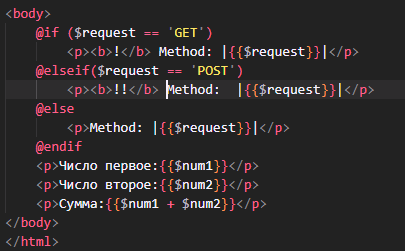 <body>
@if ($request == 'GET')
<p><b>!</b> Method: |{{$request}}|</p>
@elseif($request == 'POST')
<p><b>!!</b> Method:  |{{$request}}|</p>
@else
<p>Method: |{{$request}}|</p>
@endif
<p>Число первое:{{$num1}}</p>
<p>Число второе:{{$num2}}</p>
<p>Сумма:{{$num1 + $num2}}</p>
</body>
</html>